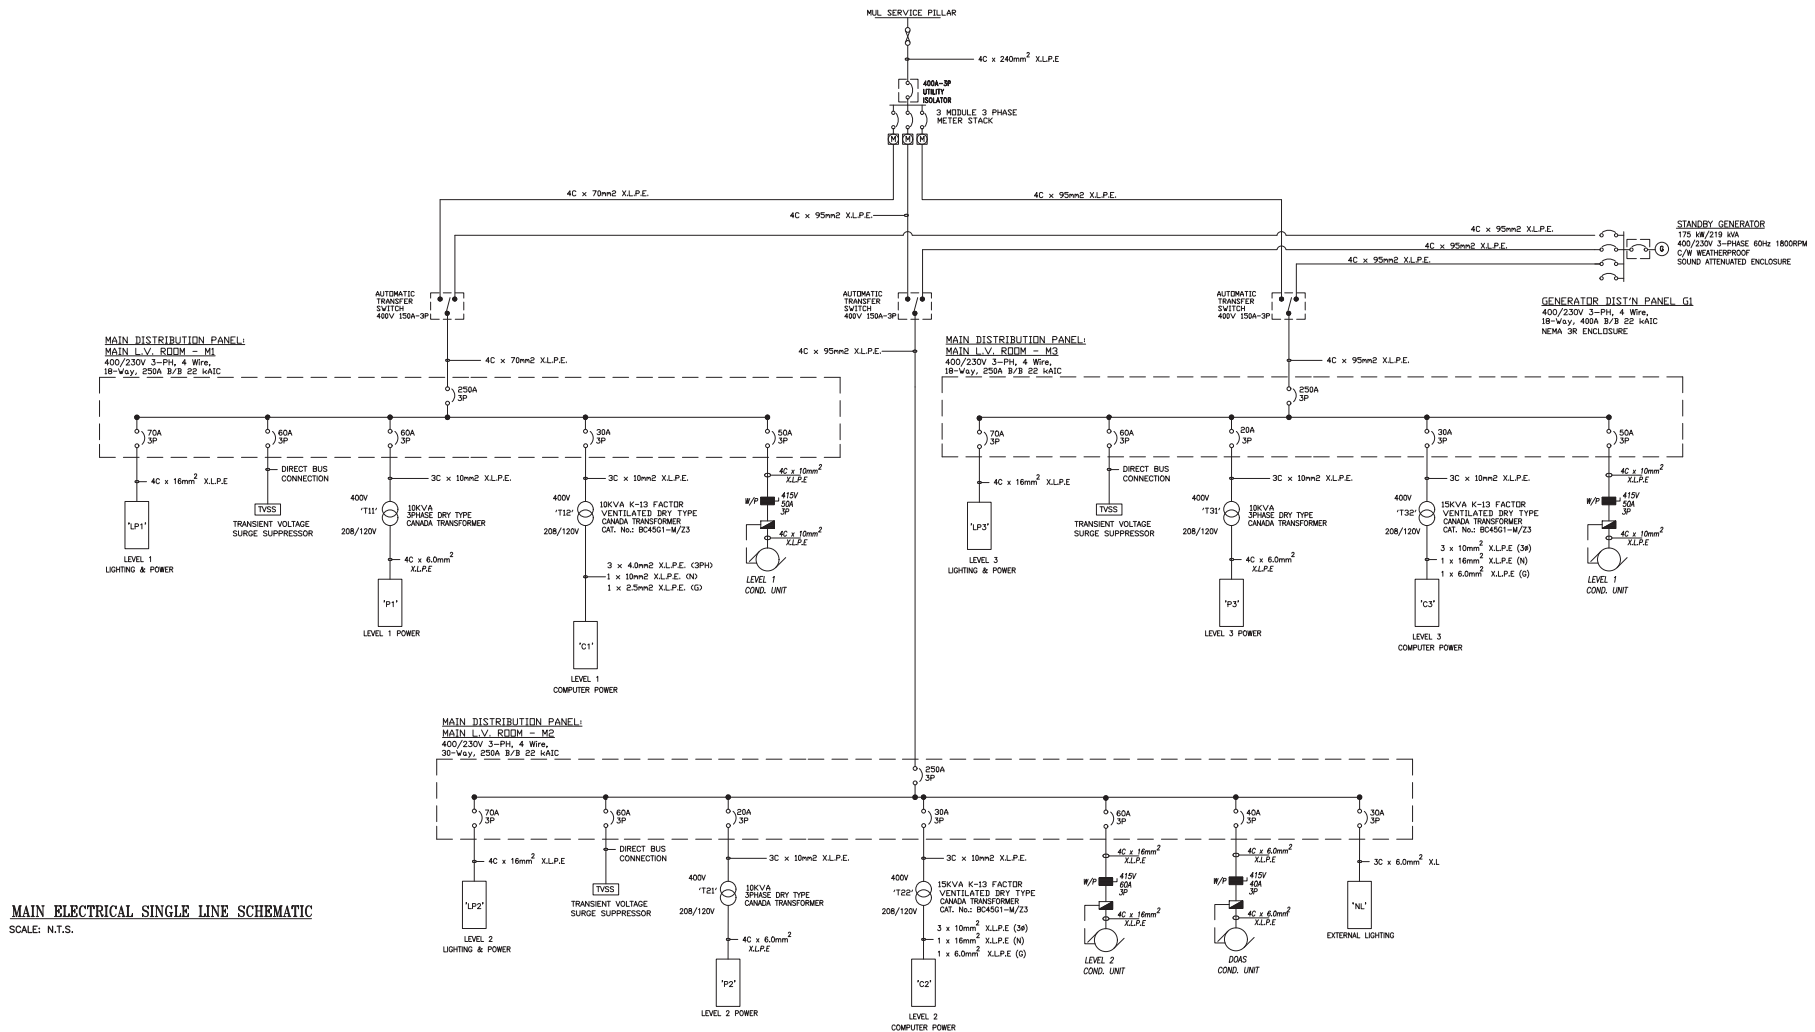 MUL SERVICE PILLAR
4C x 240mm² X.L.P.E
400A-3P
UTILITY
ISOLATOR
3 MODULE 3 PHASE
METER STACK
M M M
4C x 70mm2 X.L.P.E.
4C x 95mm2 X.L.P.E.
4C x 95mm2 X.L.P.E.
4C x 95mm2 X.L.P.E.
4C x 95mm2 X.L.P.E.
4C x 95mm2 X.L.P.E.
G
STANDBY GENERATOR
175 kW/219 kVA
400/230V 3-PHASE 60Hz 1800RPM
C/W WEATHERPROOF
SOUND ATTENUATED ENCLOSURE
GENERATOR DIST'N PANEL G1
400/230V 3-PH, 4 Wire,
18-Way, 400A B/B 22 kAIC
NEMA 3R ENCLOSURE
AUTOMATIC
TRANSFER
SWITCH
400V 150A-3P
AUTOMATIC
TRANSFER
SWITCH
400V 150A-3P
AUTOMATIC
TRANSFER
SWITCH
400V 150A-3P
4C x 70mm2 X.L.P.E.
4C x 95mm2 X.L.P.E.
4C x 95mm2 X.L.P.E.
MAIN DISTRIBUTION PANEL:
MAIN L.V. ROOM - M1
400/230V 3-PH, 4 Wire,
18-Way, 250A B/B 22 kAIC
250A
3P
70A
3P
60A
3P
60A
3P
30A
3P
50A
3P
4C x 16mm² X.L.P.E
'LP1'
LEVEL 1
LIGHTING & POWER
DIRECT BUS
CONNECTION
TVSS
TRANSIENT VOLTAGE
SURGE SUPPRESSOR
3C x 10mm2 X.L.P.E.
400V
'T11'
208/120V
10KVA
3PHASE DRY TYPE
CANADA TRANSFORMER
4C x 6.0mm²
X.L.P.E
'P1'
LEVEL 1 POWER
3C x 10mm2 X.L.P.E.
400V
'T12'
208/120V
10KVA K-13 FACTOR
VENTILATED DRY TYPE
CANADA TRANSFORMER
CAT. No.: BC45G1-M/Z3
3 x 4.0mm2 X.L.P.E. (3PH)
1 x 10mm2 X.L.P.E. (N)
1 x 2.5mm2 X.L.P.E. (G)
'C1'
LEVEL 1
COMPUTER POWER
4C x 10mm²
X.L.P.E
W/P
415V
50A
3P
4C x 10mm²
X.L.P.E
LEVEL 1
COND. UNIT
MAIN DISTRIBUTION PANEL:
MAIN L.V. ROOM - M3
400/230V 3-PH, 4 Wire,
18-Way, 250A B/B 22 kAIC
250A
3P
70A
3P
60A
3P
20A
3P
30A
3P
50A
3P
4C x 16mm² X.L.P.E
'LP3'
LEVEL 3
LIGHTING & POWER
DIRECT BUS
CONNECTION
TVSS
TRANSIENT VOLTAGE
SURGE SUPPRESSOR
3C x 10mm2 X.L.P.E.
400V
'T31'
208/120V
10KVA
3PHASE DRY TYPE
CANADA TRANSFORMER
4C x 6.0mm²
X.L.P.E
'P3'
LEVEL 3 POWER
3C x 10mm2 X.L.P.E.
400V
'T32'
208/120V
15KVA K-13 FACTOR
VENTILATED DRY TYPE
CANADA TRANSFORMER
CAT. No.: BC45G1-M/Z3
3 x 10mm² X.L.P.E (3ø)
1 x 16mm² X.L.P.E (N)
1 x 6.0mm² X.L.P.E (G)
'C3'
LEVEL 3
COMPUTER POWER
4C x 10mm²
X.L.P.E
W/P
415V
50A
3P
4C x 10mm²
X.L.P.E
LEVEL 1
COND. UNIT
MAIN DISTRIBUTION PANEL:
MAIN L.V. ROOM - M2
400/230V 3-PH, 4 Wire,
30-Way, 250A B/B 22 kAIC
250A
3P
70A
3P
60A
3P
20A
3P
30A
3P
60A
3P
40A
3P
30A
3P
4C x 16mm² X.L.P.E
'LP2'
LEVEL 2
LIGHTING & POWER
DIRECT BUS
CONNECTION
TVSS
TRANSIENT VOLTAGE
SURGE SUPPRESSOR
3C x 10mm2 X.L.P.E.
400V
'T21'
208/120V
10KVA
3PHASE DRY TYPE
CANADA TRANSFORMER
4C x 6.0mm²
X.L.P.E
'P2'
LEVEL 2 POWER
3C x 10mm2 X.L.P.E.
400V
'T22'
208/120V
15KVA K-13 FACTOR
VENTILATED DRY TYPE
CANADA TRANSFORMER
CAT. No.: BC45G1-M/Z3
3 x 10mm² X.L.P.E (3ø)
1 x 16mm² X.L.P.E (N)
1 x 6.0mm² X.L.P.E (G)
'C2'
LEVEL 2
COMPUTER POWER
4C x 16mm²
X.L.P.E
W/P
415V
60A
3P
4C x 16mm²
X.L.P.E
LEVEL 2
COND. UNIT
4C x 6.0mm²
X.L.P.E
W/P
415V
40A
3P
4C x 6.0mm²
X.L.P.E
DOAS
COND. UNIT
3C x 6.0mm² X.L
'NL'
EXTERNAL LIGHTING
MAIN ELECTRICAL SINGLE LINE SCHEMATIC
SCALE: N.T.S.